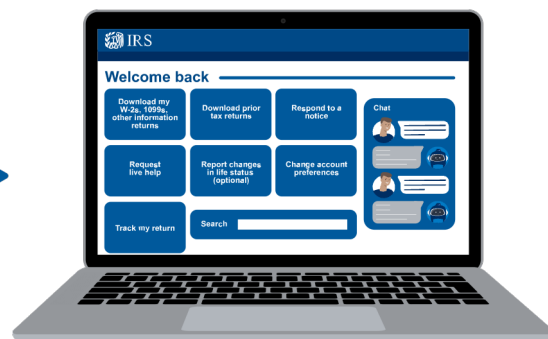 IRS
Welcome back
Download my
W-2s, 1099s,
other information
returns
Download prior
tax returns
Respond to a
notice
Chat
Request
live help
Report changes
in life status
(optional)
Change account
preferences
Track my return
Search